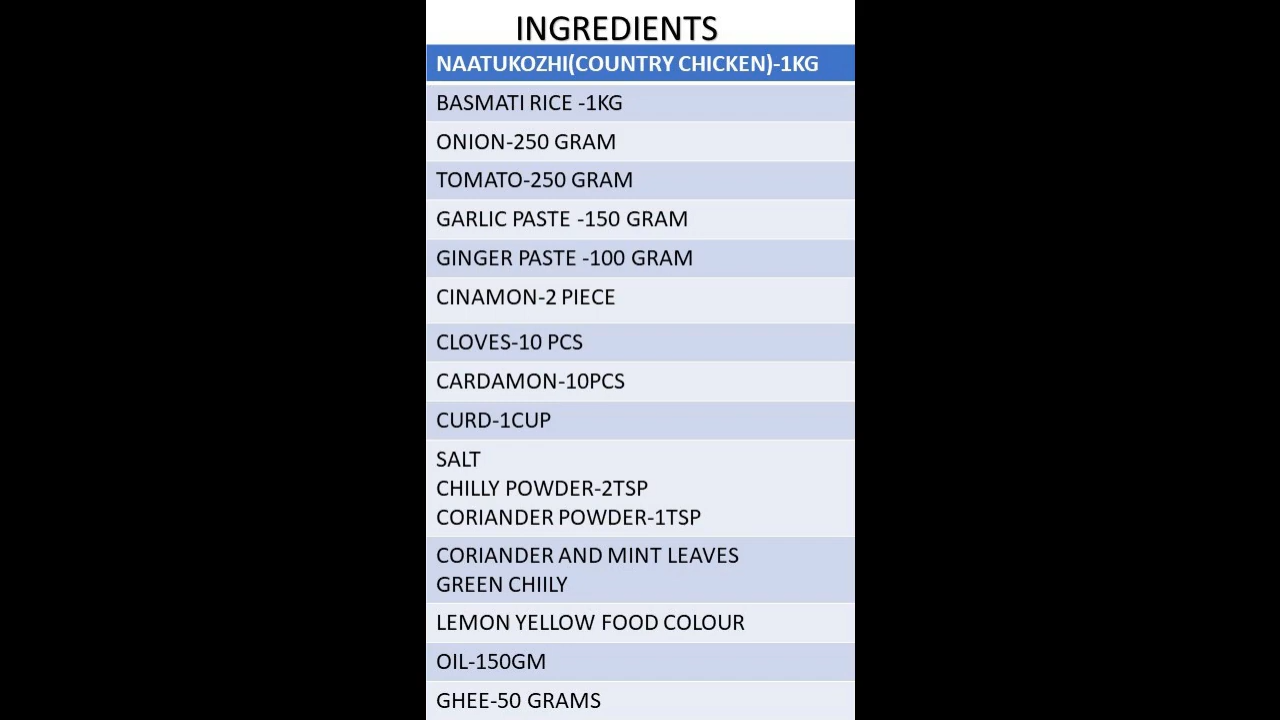 INGREDIENTS
NAATUKOZHI(COUNTRY CHICKEN)-1KG
BASMATI RICE -1KG
ONION-250 GRAM
TOMATO-250 GRAM
GARLIC PASTE -150 GRAM
GINGER PASTE -100 GRAM
CINAMON-2 PIECE
CLOVES-10 PCS
CARDAMON-10PCS
CURD-1CUP
SALT
CHILLY POWDER-2TSP
CORIANDER POWDER-1TSP
CORIANDER AND MINT LEAVES
GREEN CHIILY
LEMON YELLOW FOOD COLOUR
OIL-150GM
GHEE-50 GRAMS